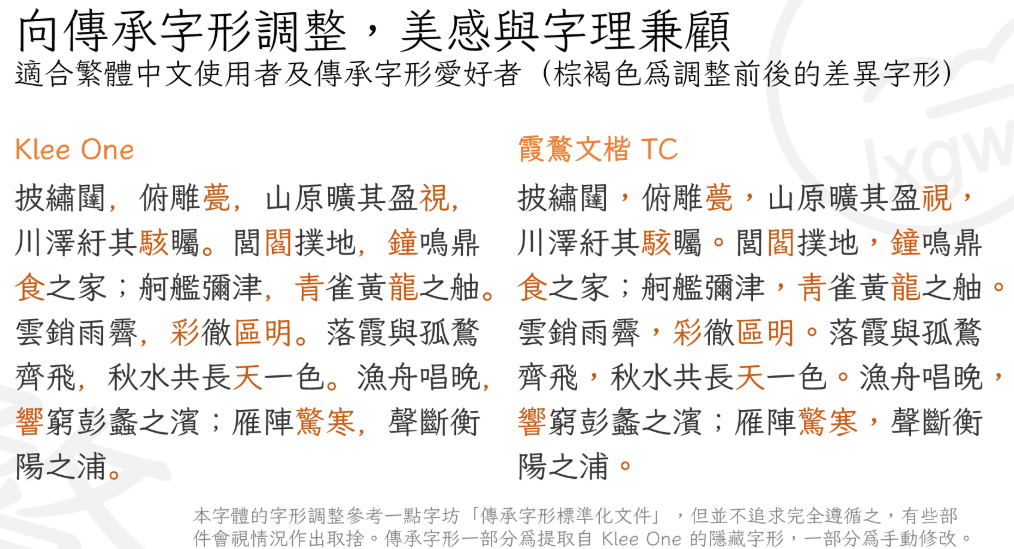 向傳承字形調整，美感與字理兼顧
適合繁體中文使用者及傳承字形愛好者（棕褐色爲調整前後的差異字形）
Klee One
披繡闥，俯雕甍，山原曠其盈視，
川澤紆其駭矚。閭閻撲地，鐘鳴鼎
食之家；舸艦彌津，青雀黃龍之舳。
雲銷雨霽，彩徹區明。落霞與孤鶩
齊飛，秋水共長天一色。漁舟唱晚，
響窮彭蠡之濱；雁陣驚寒，聲斷衡
陽之浦。
霞鶩文楷 TC
披繡闥，俯雕甍，山原曠其盈視，
川澤紆其駭矚。閭閻撲地，鐘鳴鼎
食之家；舸艦彌津，靑雀黃龍之舳。
雲銷雨霽，彩徹區明。落霞與孤鶩
齊飛，秋水共長天一色。漁舟唱晚，
響窮彭蠡之濱；雁陣驚寒，聲斷衡
陽之浦。
本字體的字形調整參考一點字坊「傳承字形標準化文件」，但並不追求完全遵循之，有些部
件會視情況作出取捨。傳承字形一部分爲提取自 Klee One 的隱藏字形，一部分爲手動修改。
lxgw